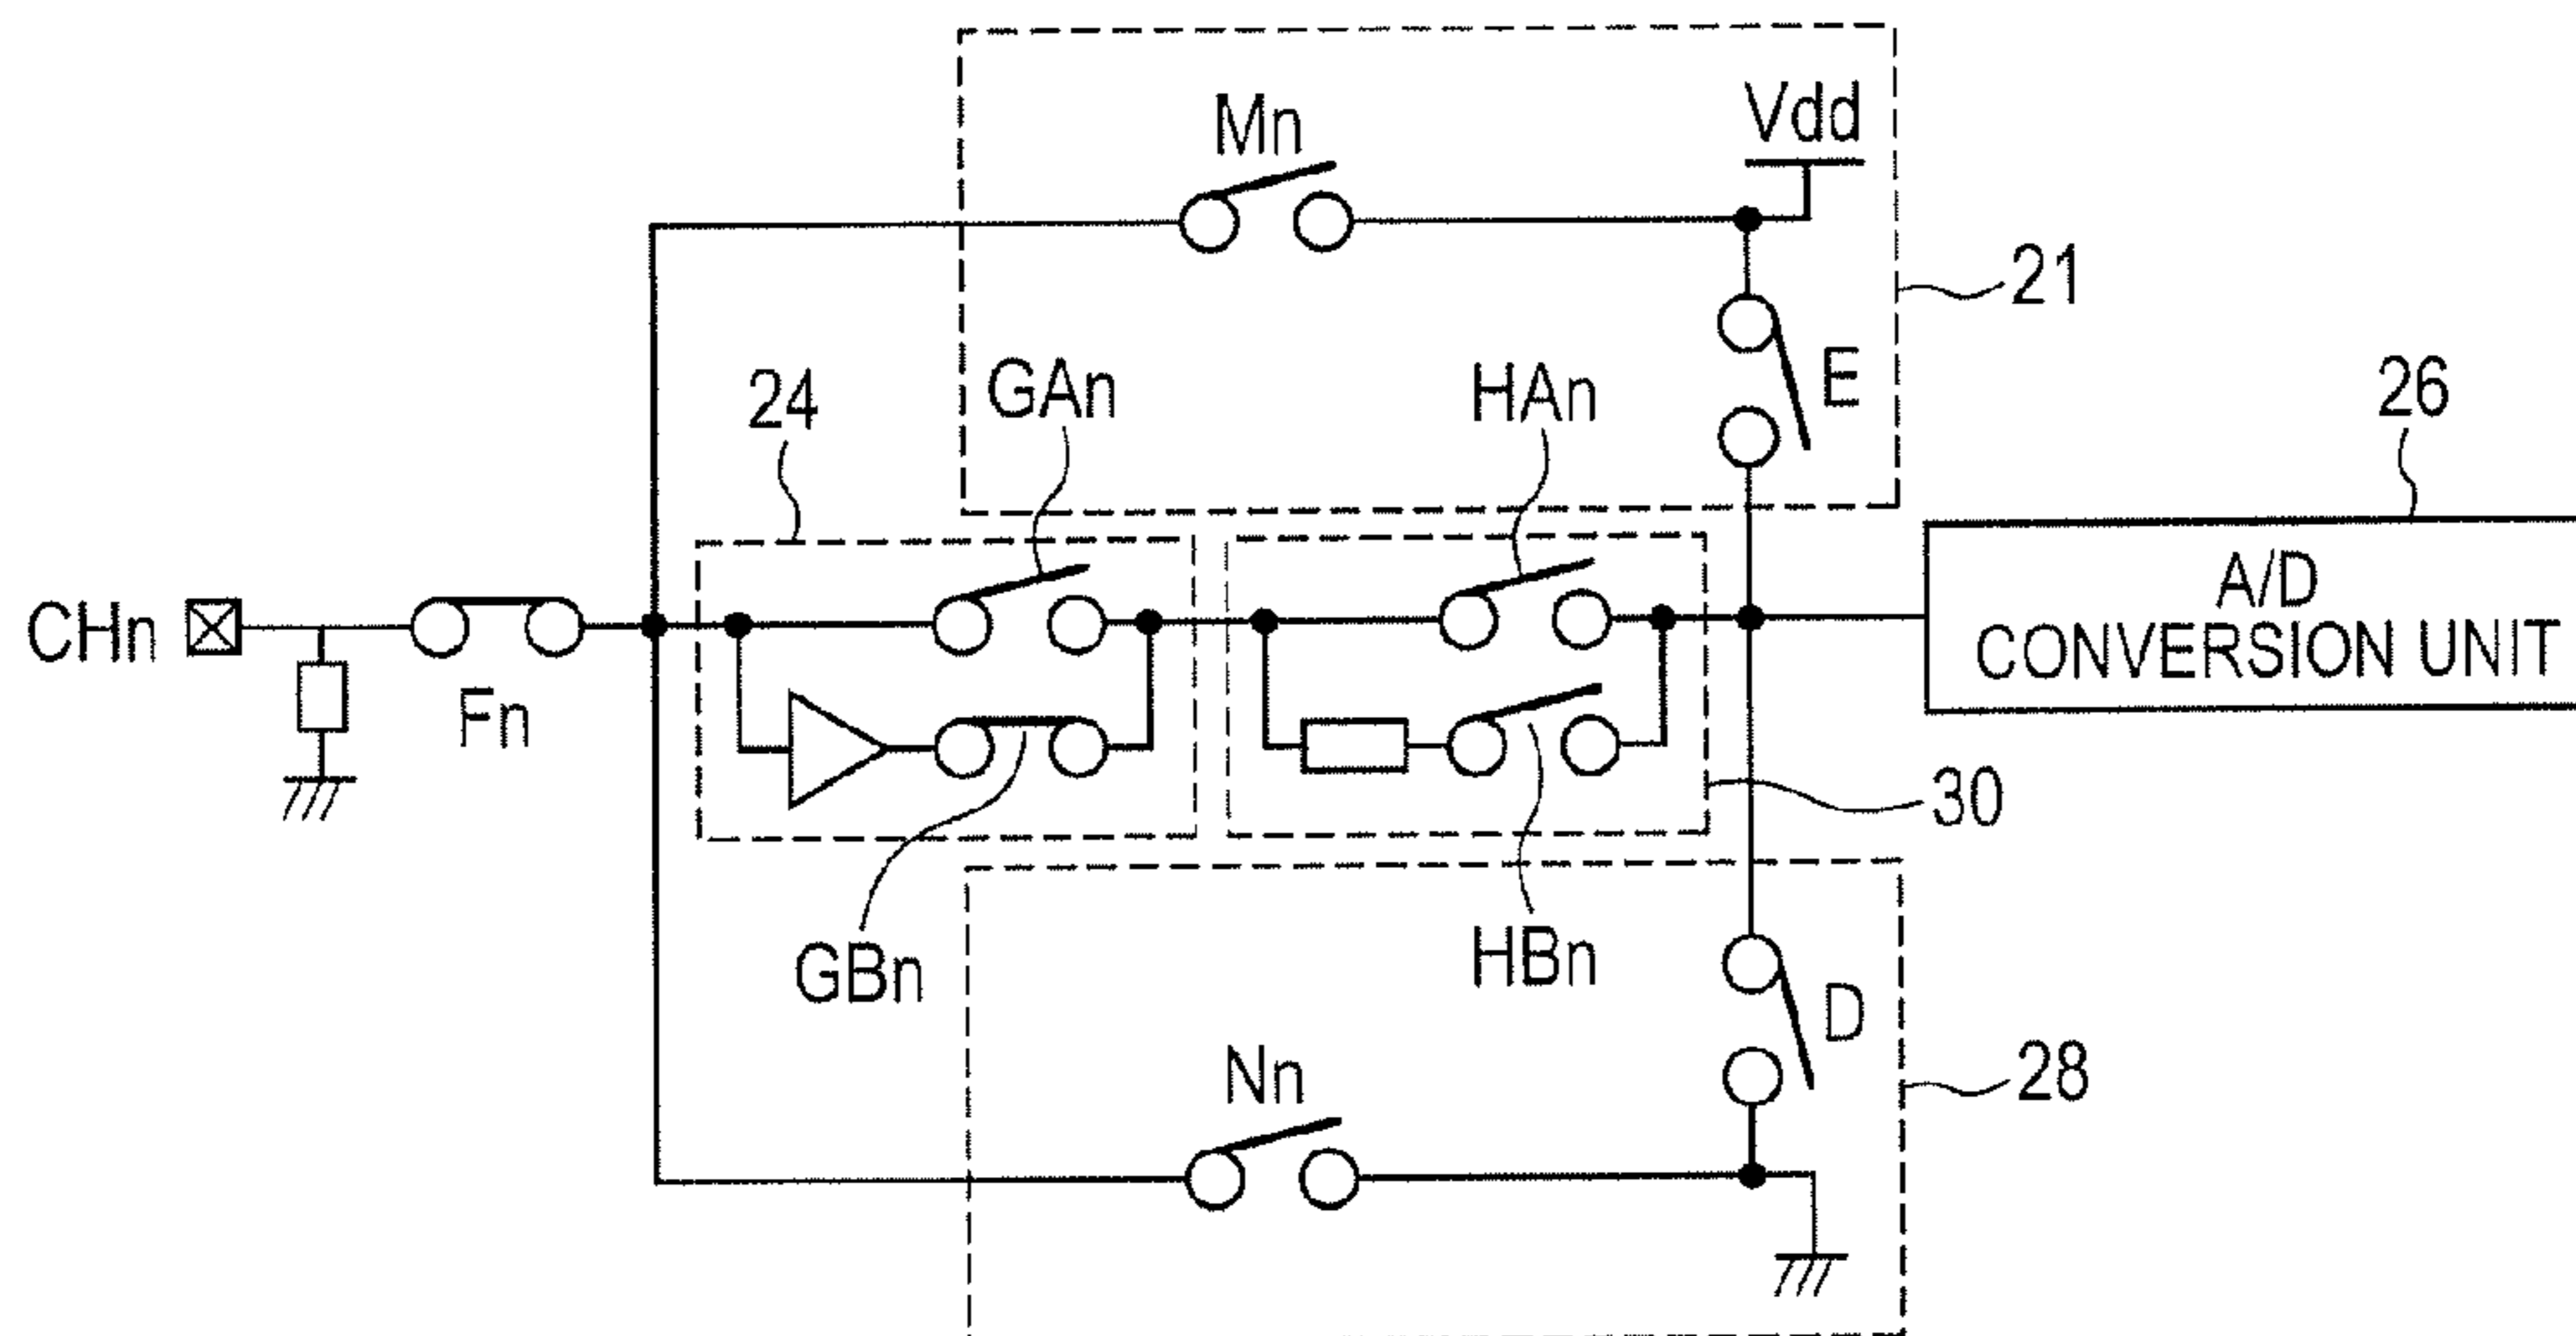 Mn
Vdd
21
24
GAn
HAn
E
26
A/D
CONVERSION UNIT
CHn
Fn
30
GBn
HBn
D
Nn
28